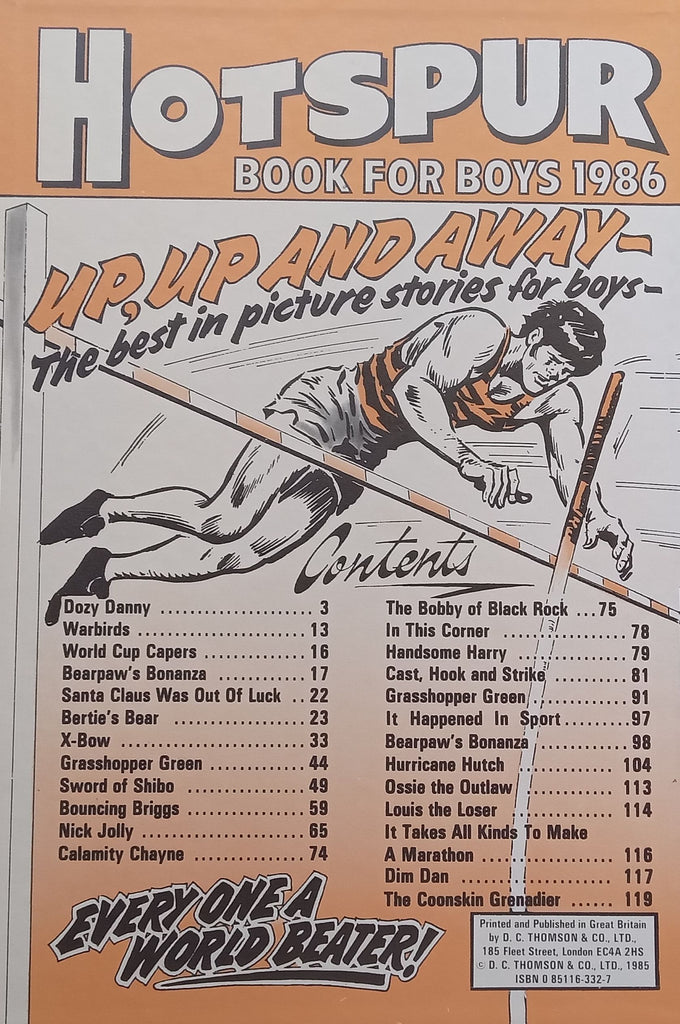 HOTSPUR
BOOK FOR BOYS 1986
UP, UP AND AWAY–
The best in picture stories for boys–
Contents
Dozy Danny .................... 3
Warbirds ...................... 13
World Cup Capers .............. 16
Bearpaw's Bonanza ............ 17
Santa Claus Was Out Of Luck .. 22
Bertie's Bear ................. 23
X-Bow ........................ 33
Grasshopper Green ............. 44
Sword of Shibo ................ 49
Bouncing Briggs ............... 59
Nick Jolly .................... 65
Calamity Chayne ............... 74
The Bobby of Black Rock ... 75
In This Corner ................ 78
Handsome Harry ................ 79
Cast, Hook and Strike ......... 81
Grasshopper Green ............. 91
It Happened In Sport ......... 97
Bearpaw's Bonanza ............. 98
Hurricane Hutch ............... 104
Ossie the Outlaw .............. 113
Louis the Loser ............... 114
It Takes All Kinds To Make
A Marathon .................... 116
Dim Dan ....................... 117
The Coonskin Grenadier ...... 119
EVERY ONE A
WORLD BEATER!
Printed and Published in Great Britain
by D. C. THOMSON & CO., LTD.,
185 Fleet Street, London EC4A 2HS
© D. C. THOMSON & CO., LTD., 1985
ISBN 0 85116-332-7